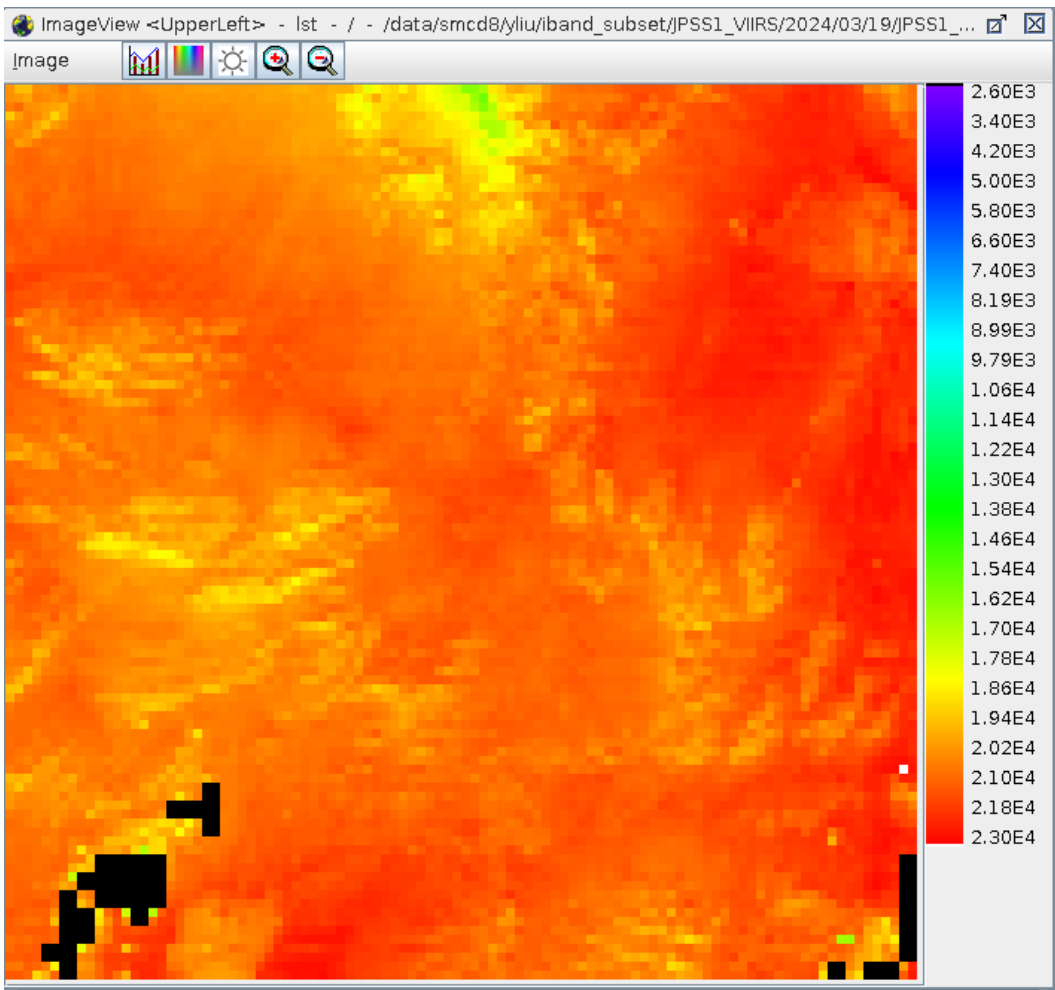 ImageView <UpperLeft> - lst - / - /data/smcd8/yliu/iband_subset/JPSS1_VIIRS/2024/03/19/JPSS1_...
Image
2.60E3
3.40E3
4.20E3
5.00E3
5.80E3
6.60E3
7.40E3
8.19E3
8.99E3
9.79E3
1.06E4
1.14E4
1.22E4
1.30E4
1.38E4
1.46E4
1.54E4
1.62E4
1.70E4
1.78E4
1.86E4
1.94E4
2.02E4
2.10E4
2.18E4
2.30E4